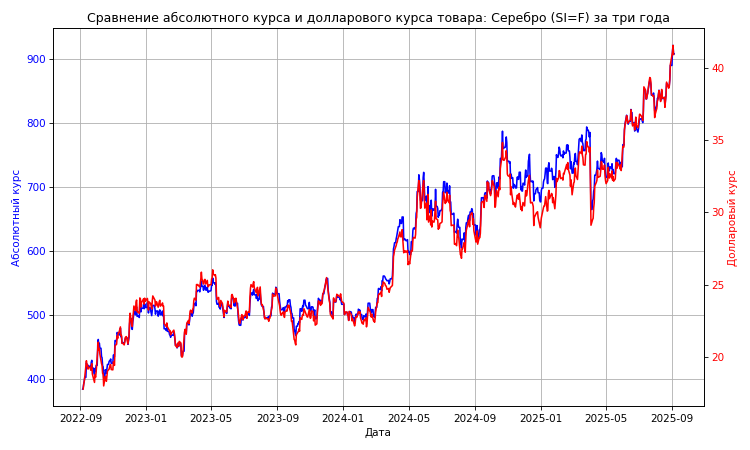 Сравнение абсолютного курса и долларового курса товара: Серебро (SI=F) за три года
900
800
700
600
500
400
Абсолютный курс
40
35
30
25
20
Долларовый курс
2022-09 2023-01 2023-05 2023-09 2024-01 2024-05 2024-09 2025-01 2025-05 2025-09
Дата